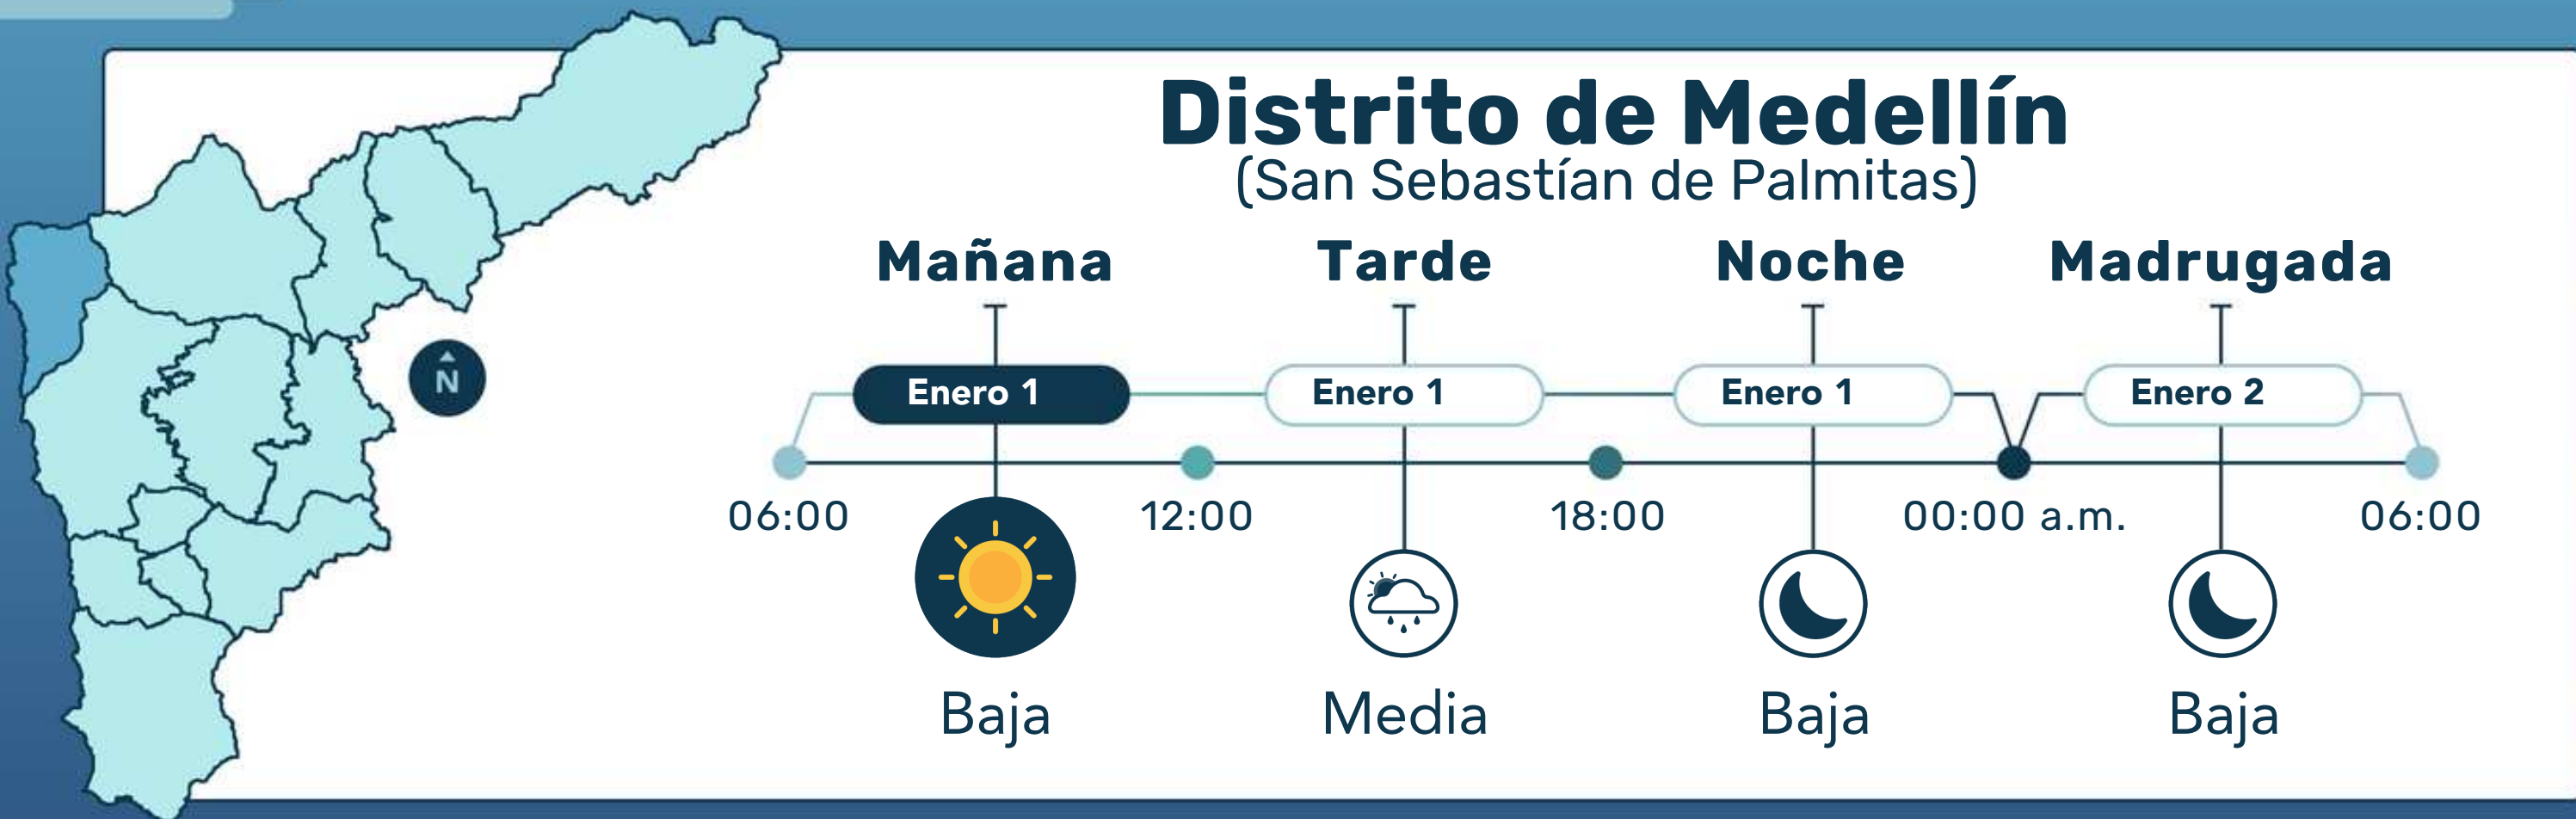 Distrito de Medellín
(San Sebastían de Palmitas)
Mañana Tarde Noche Madrugada
Enero 1 Enero 1 Enero 1 Enero 2
N
06:00 12:00 18:00 00:00 a.m. 06:00
Baja Media Baja Baja